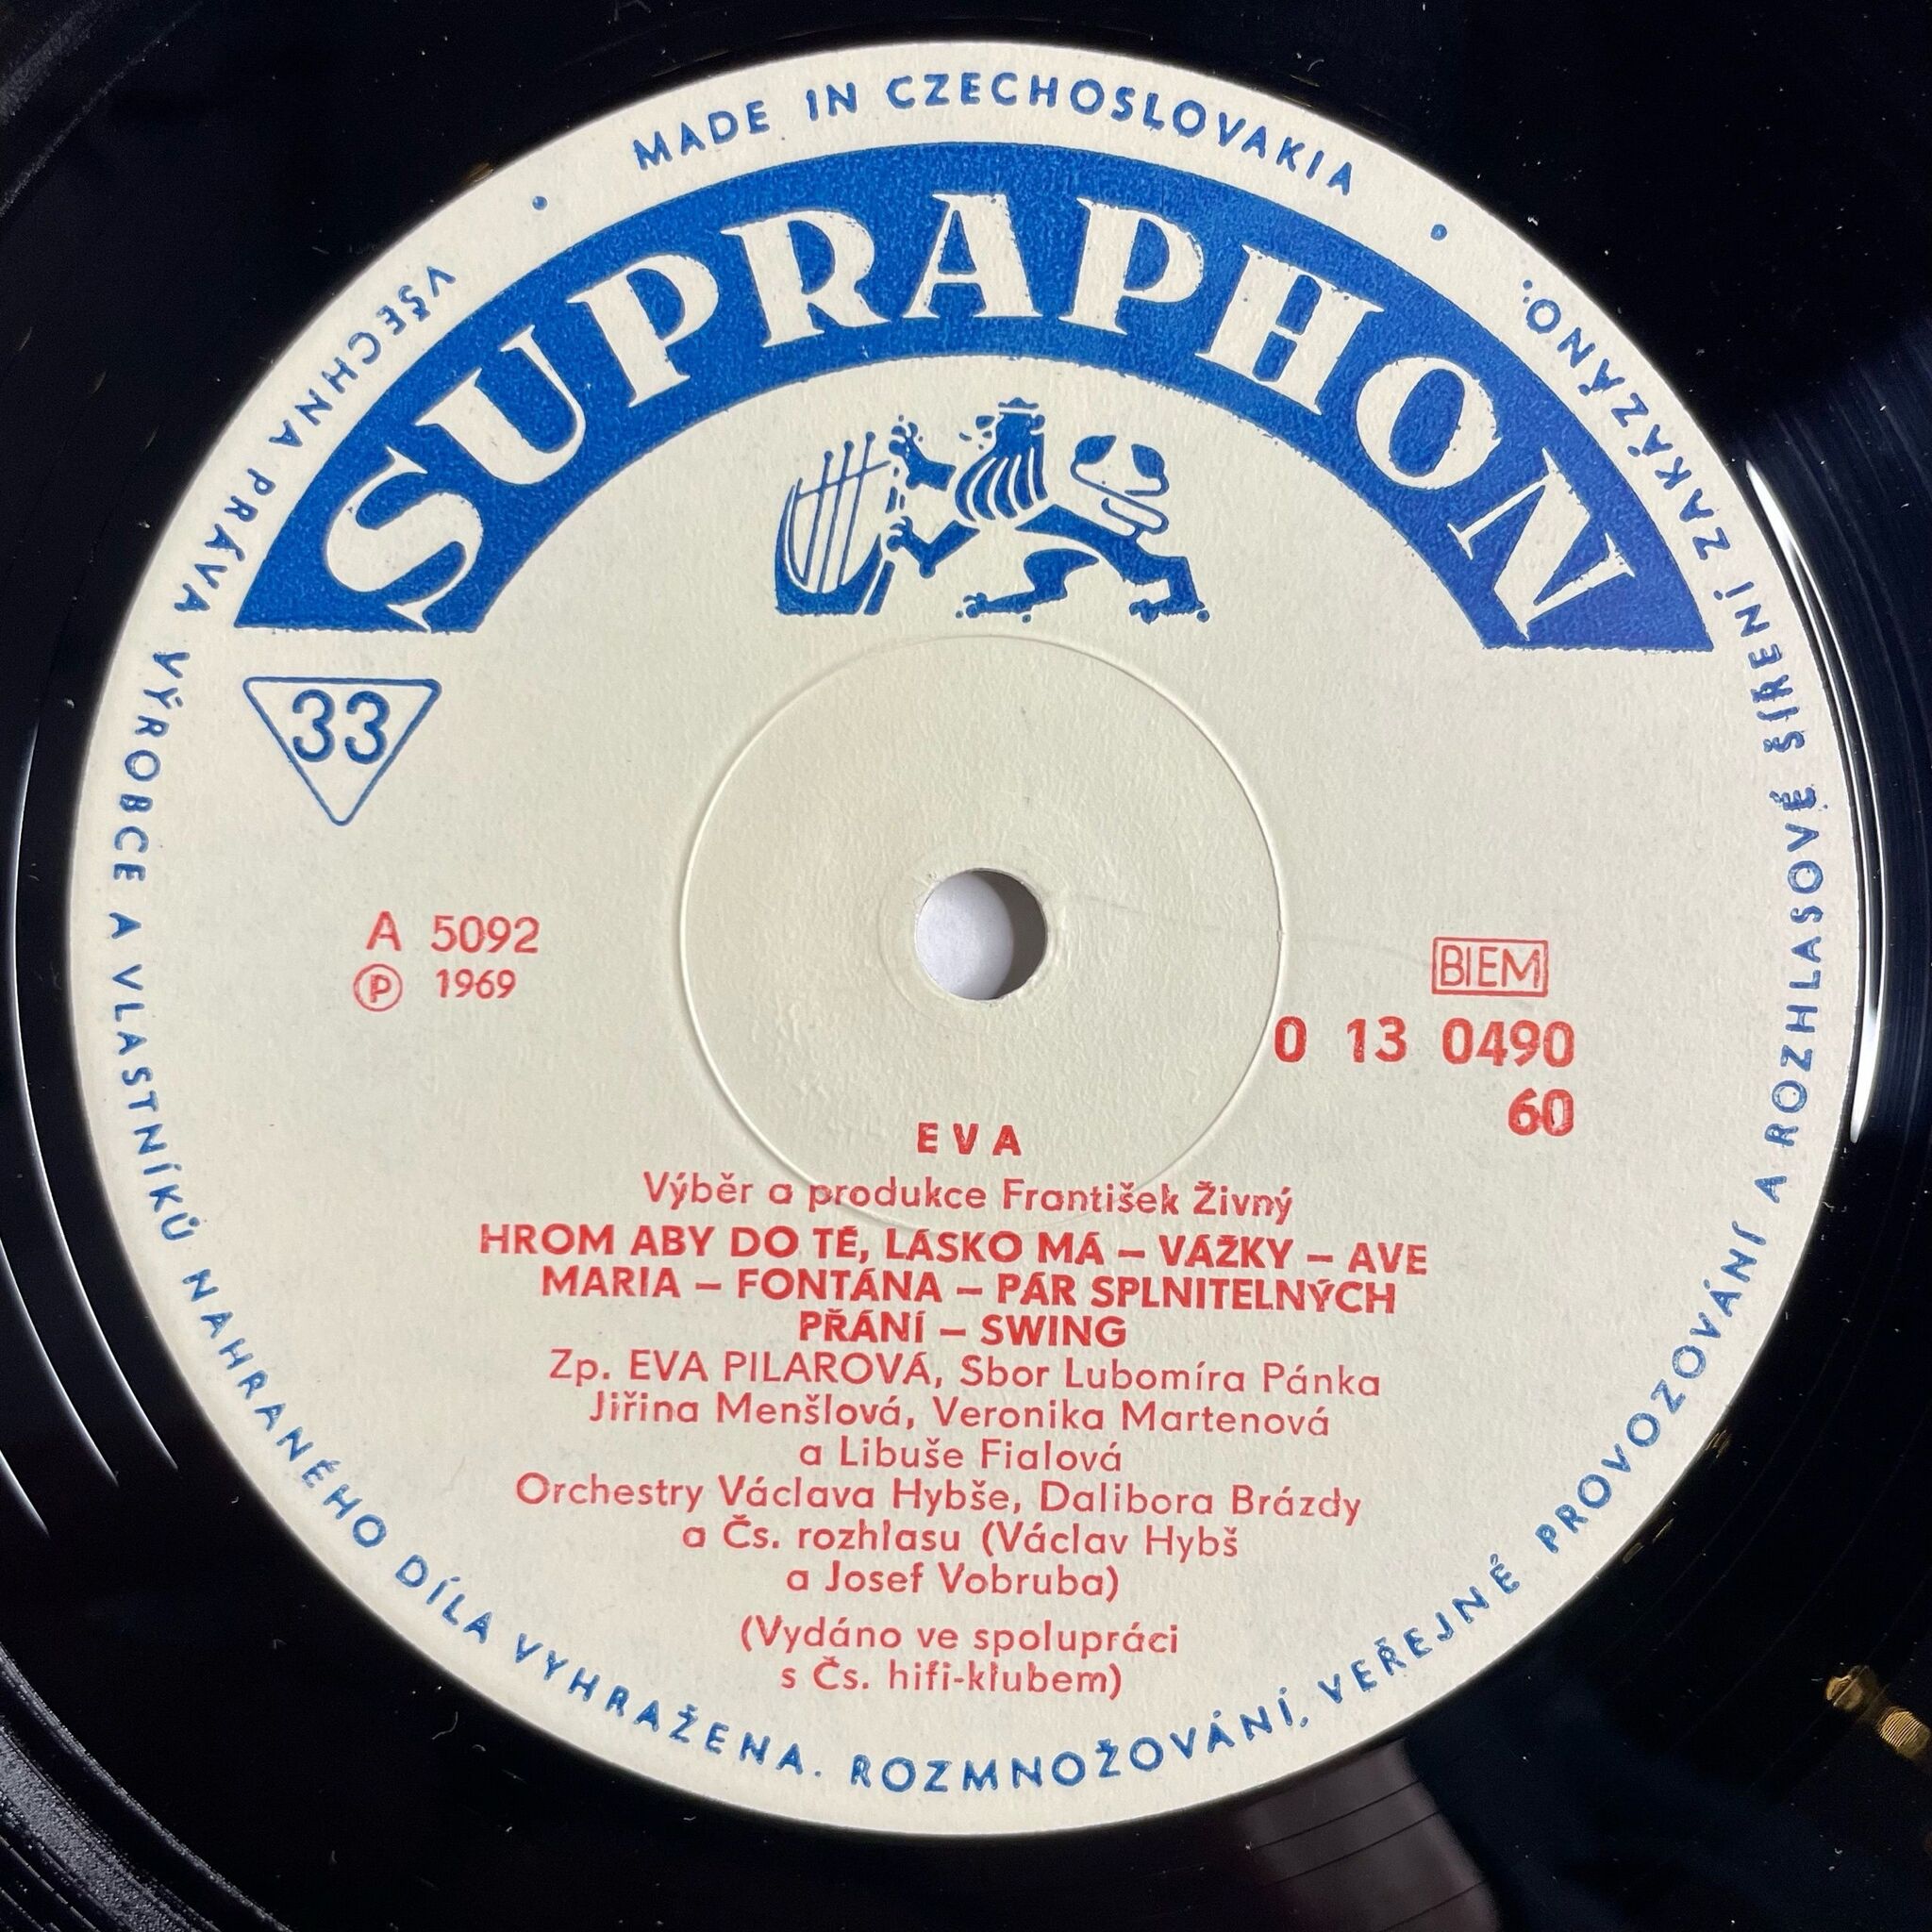 MADE IN CZECHOSLOVAKIA
SUPRAPHON
33
A 5092
Ⓟ 1969
BIEM
0 13 0490
60
EVA
Výběr a produkce František Živný
HROM ABY DO TĚ, LÁSKO MÁ – VÁŽKY – AVE
MARIA – FONTÁNA – PÁR SPLNITELNÝCH
PŘÁNÍ – SWING
Zp. EVA PILAROVÁ, Sbor Lubomíra Pánka
Jiřina Menšlová, Veronika Martenová
a Libuše Fialová
Orchestry Václava Hybše, Dalibora Brázdy
a Čs. rozhlasu (Václav Hybš
a Josef Vobruba)
(Vydáno ve spolupráci
s Čs. hifi-klubem)
VŠECHNA PRÁVA VÝROBCE A VLASTNÍKŮ NAHRANÉHO DÍLA VYHRAŽENA. ROZMNOŽOVÁNÍ, VEŘEJNÉ PROVOZOVÁNÍ A ROZHLASOVÉ ŠÍŘENÍ ZAKÁZÁNO.